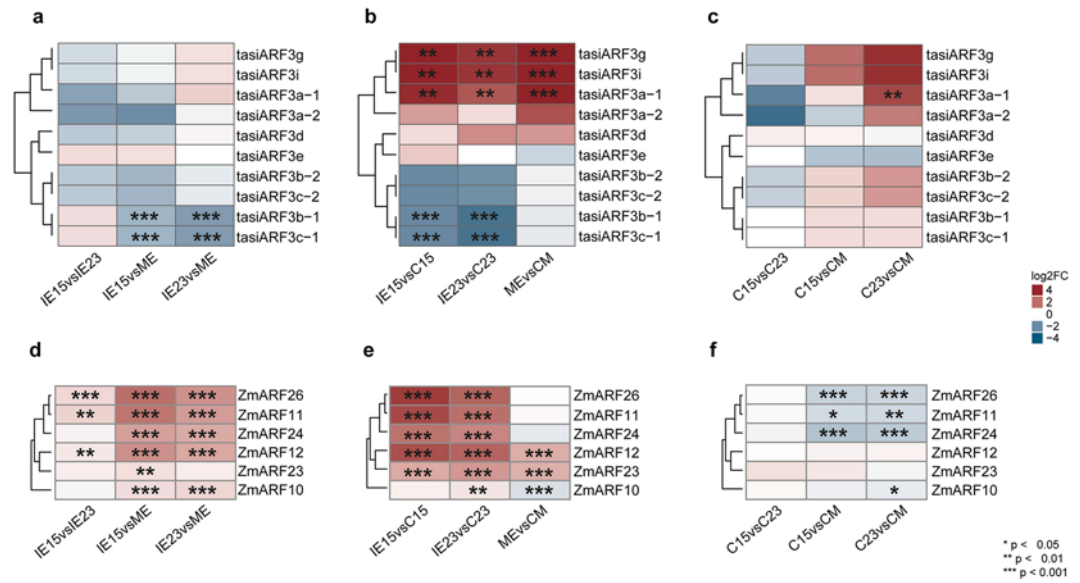 a
tasiARF3g
tasiARF3i
tasiARF3a−1
tasiARF3a−2
tasiARF3d
tasiARF3e
tasiARF3b−2
tasiARF3c−2
*** *** tasiARF3b−1
*** *** tasiARF3c−1
IE15vsIE23
IE15vsME
IE23vsME
b
** ** *** tasiARF3g
** ** *** tasiARF3i
** ** *** tasiARF3a−1
tasiARF3a−2
tasiARF3d
tasiARF3e
tasiARF3b−2
tasiARF3c−2
*** *** tasiARF3b−1
*** *** tasiARF3c−1
IE15vsC15
IE23vsC23
MEvsCM
c
tasiARF3g
tasiARF3i
** tasiARF3a−1
tasiARF3a−2
tasiARF3d
tasiARF3e
tasiARF3b−2
tasiARF3c−2
tasiARF3b−1
tasiARF3c−1
C15vsC23
C15vsCM
C23vsCM
log2FC
4
2
0
−2
−4
d
*** *** *** ZmARF26
** *** *** ZmARF11
*** *** ZmARF24
** *** *** ZmARF12
** ZmARF23
*** *** ZmARF10
IE15vsIE23
IE15vsME
IE23vsME
e
*** *** ZmARF26
*** *** ZmARF11
*** *** ZmARF24
*** *** *** ZmARF12
*** *** *** ZmARF23
** *** ZmARF10
IE15vsC15
IE23vsC23
MEvsCM
f
*** *** ZmARF26
* ** ZmARF11
*** *** ZmARF24
ZmARF12
ZmARF23
* ZmARF10
C15vsC23
C15vsCM
C23vsCM
* p < 0.05
** p < 0.01
*** p < 0.001